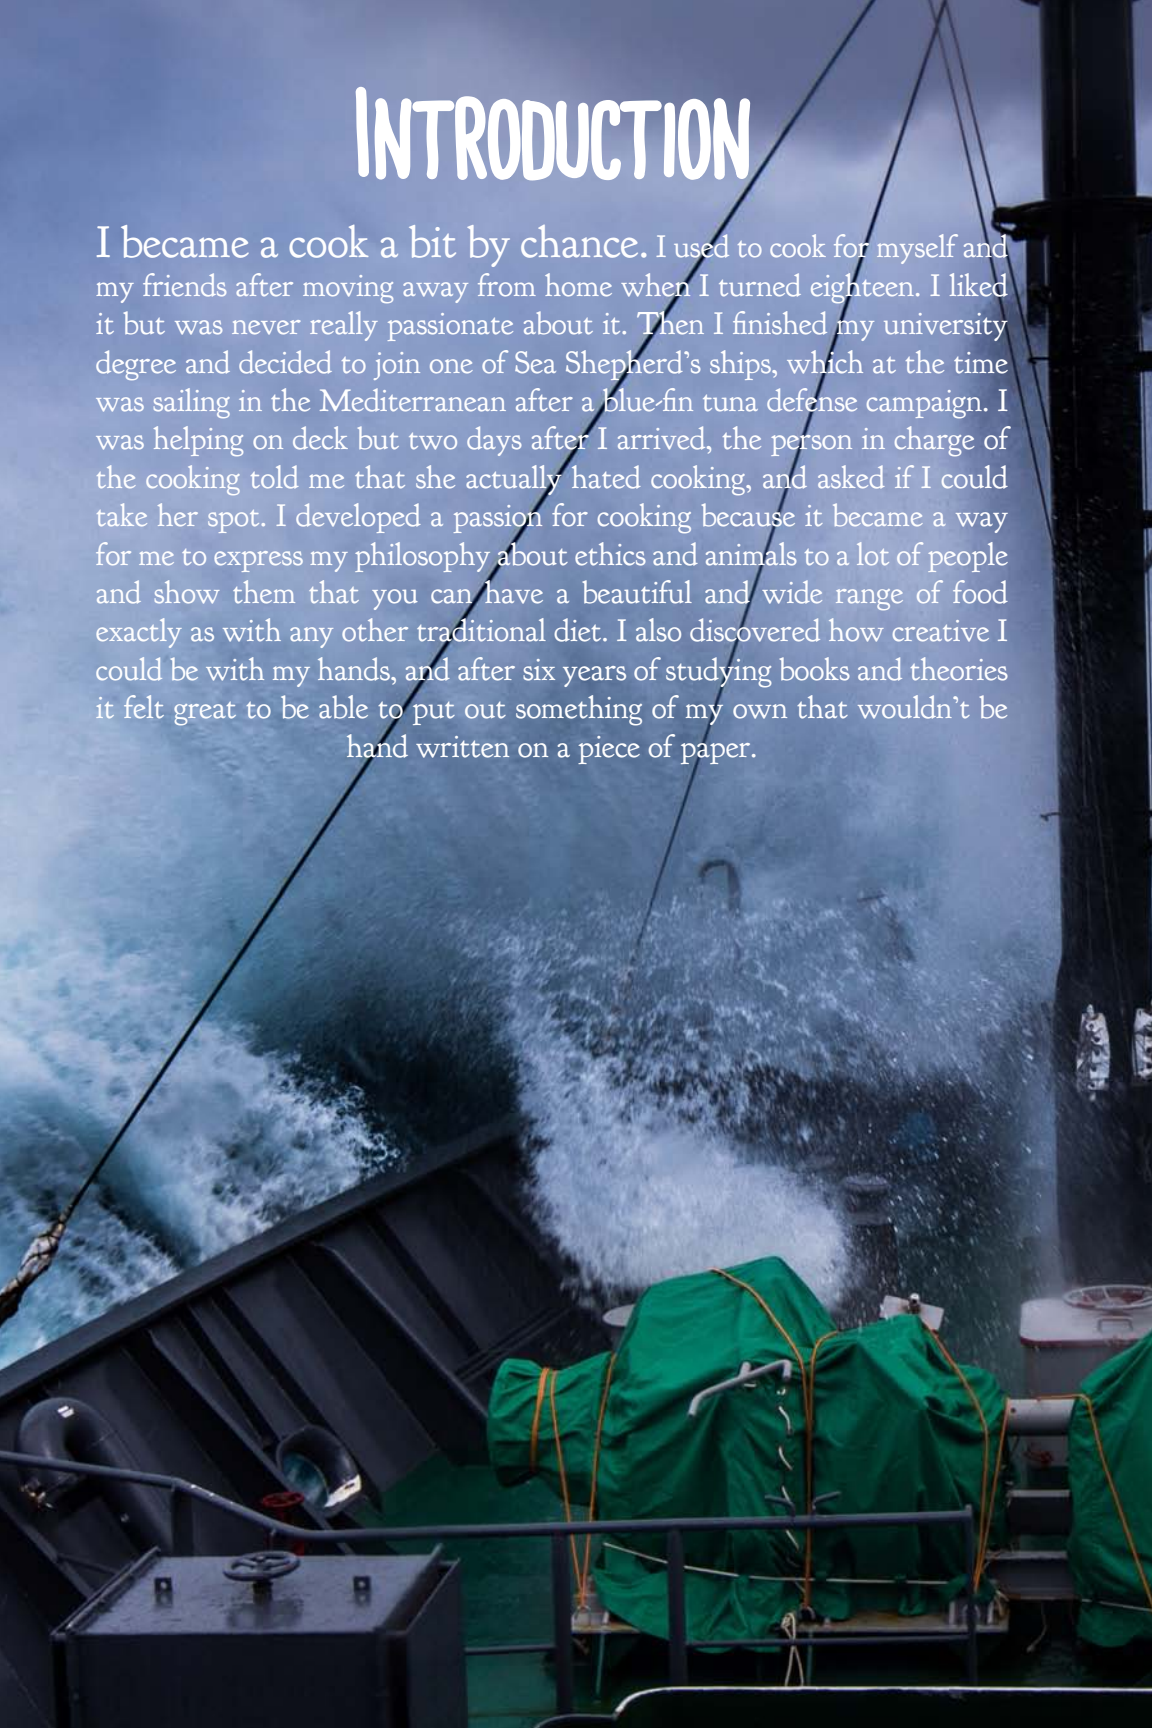 Introduction
I became a cook a bit by chance. I used to cook for myself and
my friends after moving away from home when I turned eighteen. I liked
it but was never really passionate about it. Then I finished my university
degree and decided to join one of Sea Shepherd's ships, which at the time
was sailing in the Mediterranean after a blue-fin tuna defense campaign. I
was helping on deck but two days after I arrived, the person in charge of
the cooking told me that she actually hated cooking, and asked if I could
take her spot. I developed a passion for cooking because it became a way
for me to express my philosophy about ethics and animals to a lot of people
and show them that you can have a beautiful and wide range of food
exactly as with any other traditional diet. I also discovered how creative I
could be with my hands, and after six years of studying books and theories
it felt great to be able to put out something of my own that wouldn't be
hand written on a piece of paper.